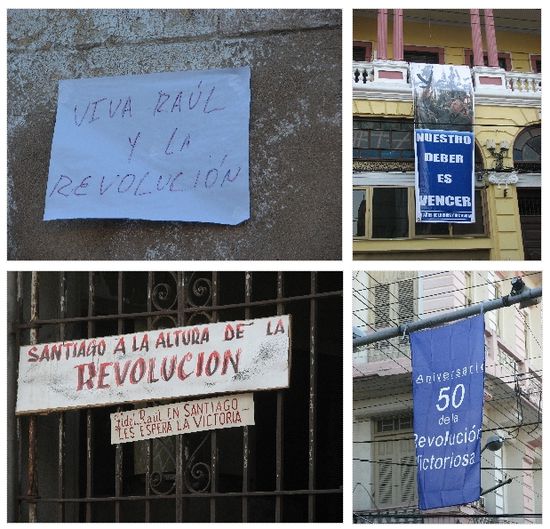 VIVA RAÚL
Y LA
REVOLUCIÓN
NUESTRO
DEBER
ES
VENCER
SANTIAGO A LA ALTURA DE LA
REVOLUCION
Fidel, Raúl EN SANTIAGO
LES ESPERA LA VICTORIA
Aniversario
50
de la
Revolución
Victoriosa